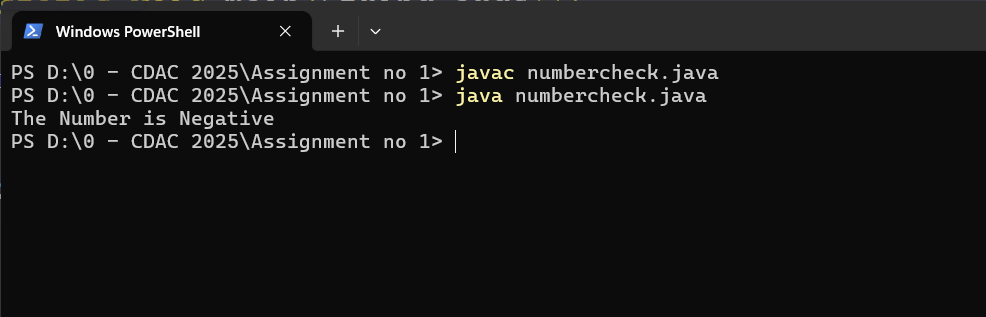 Windows PowerShell
PS D:\0 - CDAC 2025\Assignment no 1> javac numbercheck.java
PS D:\0 - CDAC 2025\Assignment no 1> java numbercheck.java
The Number is Negative
PS D:\0 - CDAC 2025\Assignment no 1>